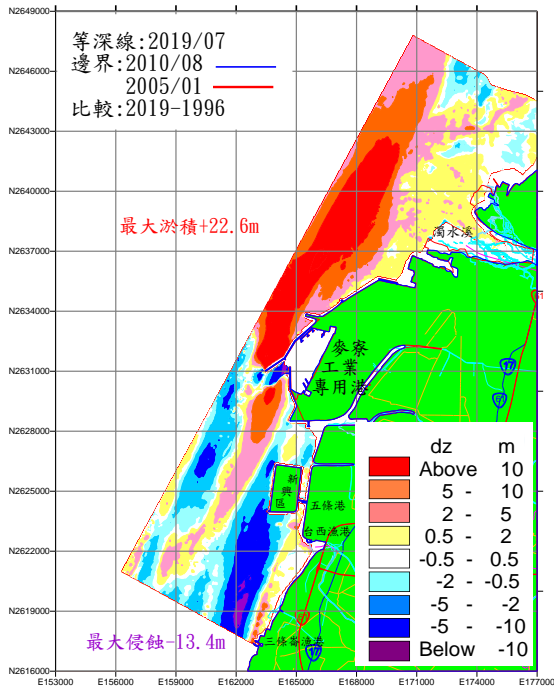 N2649000
N2646000
N2643000
N2640000
N2637000
N2634000
N2631000
N2628000
N2625000
N2622000
N2619000
N2616000
等深線:2019/07
邊界:2010/08
2005/01
比較:2019-1996
最大淤積+22.6m
濁水溪
61
麥寮
工業
專用港
17
61
新興區
五條港
台西漁港
61
三條崙漁港
17
最大侵蝕-13.4m
dz m
Above 10
5 - 10
2 - 5
0.5 - 2
-0.5 - 0.5
-2 - -0.5
-5 - -2
-5 - -10
Below -10
E153000 E156000 E159000 E162000 E165000 E168000 E171000 E174000 E177000